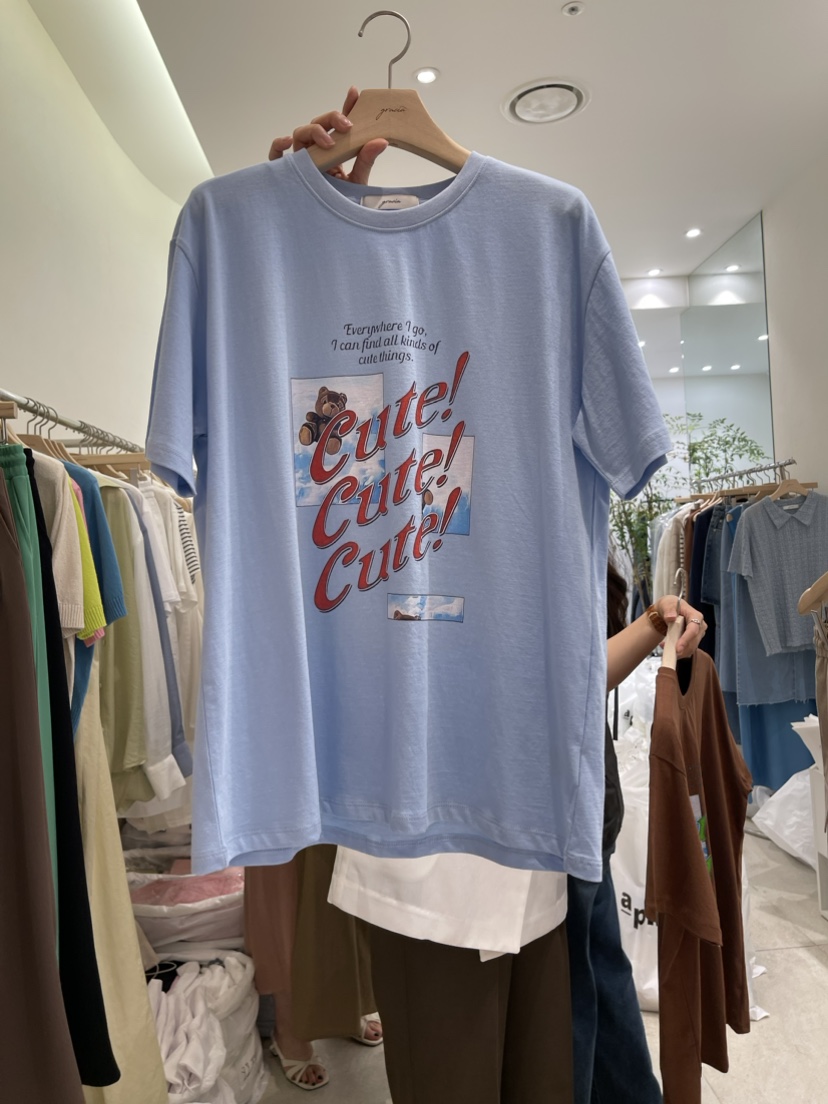 Everywhere I go,
I can find all kinds of
cute things.
Cute!
Cute!
Cute!